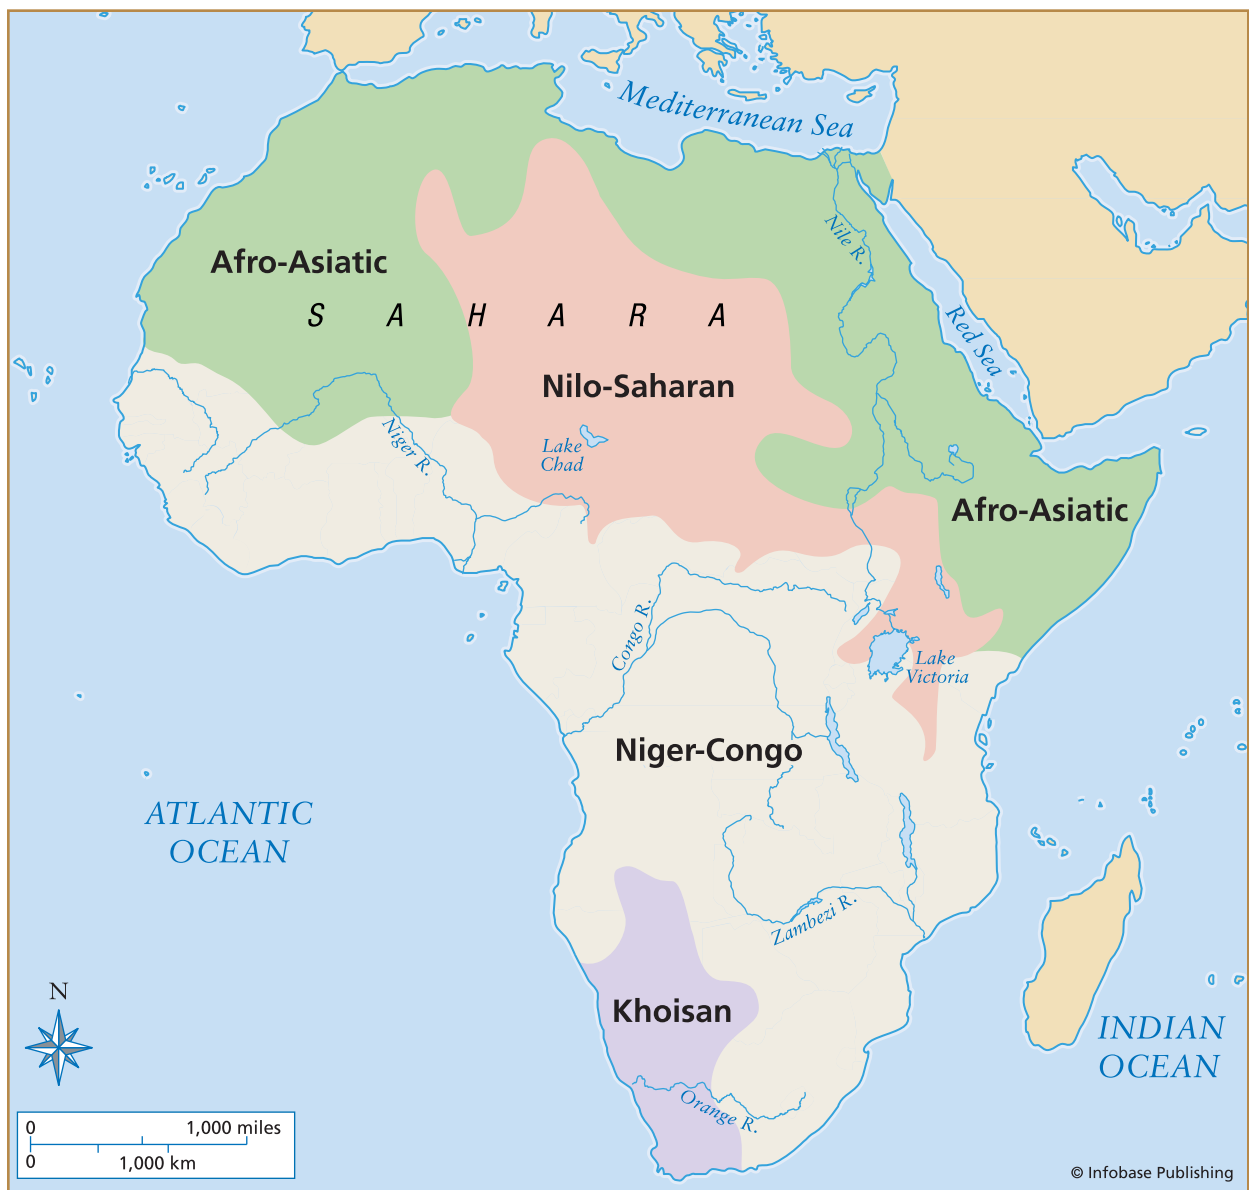 Mediterranean Sea
Nile R.
Afro-Asiatic
S A H A R A
Red Sea
Nilo-Saharan
Niger R.
Lake
Chad
Afro-Asiatic
Congo R.
Lake
Victoria
Niger-Congo
ATLANTIC
OCEAN
Zambezi R.
Khoisan
N
INDIAN
OCEAN
Orange R.
0 1,000 miles
0 1,000 km
© Infobase Publishing